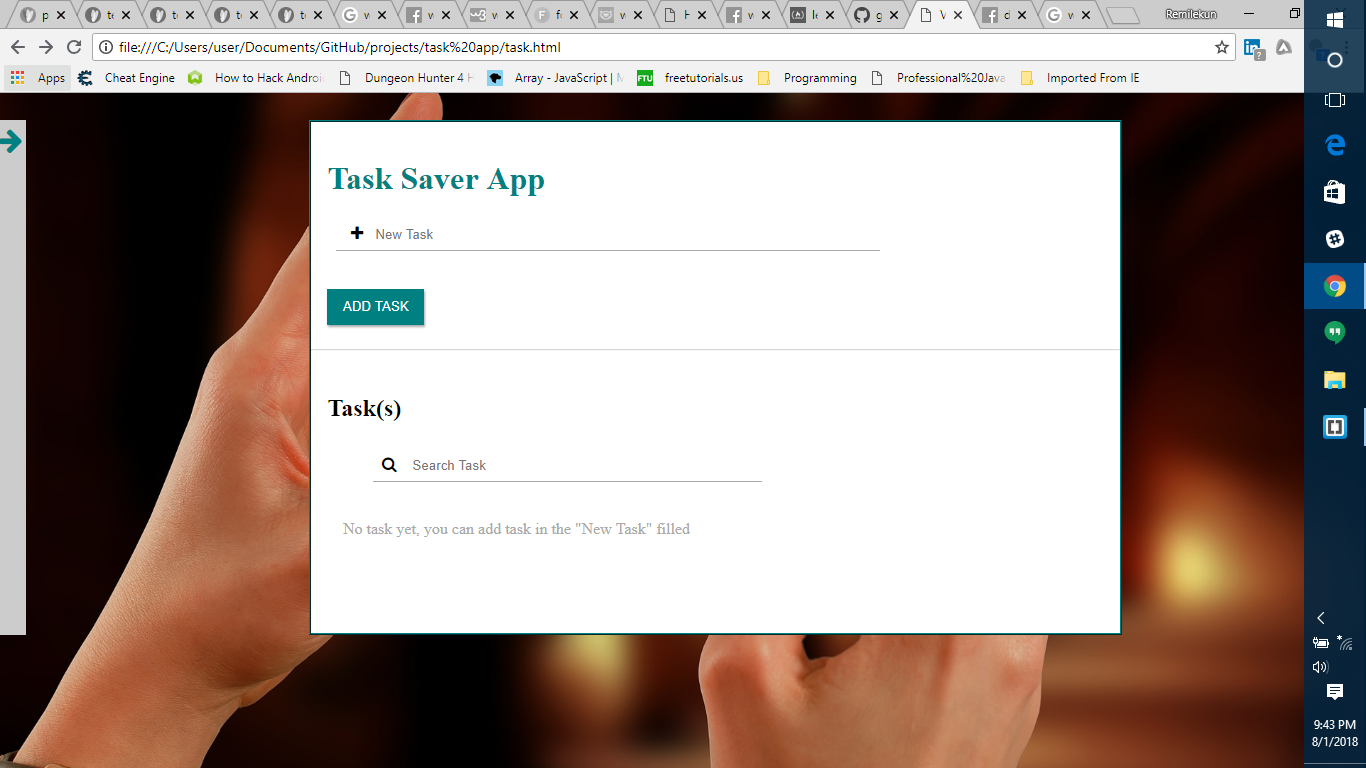 Remilekun
file:///C:/Users/user/Documents/GitHub/projects/task%20app/task.html
Apps Cheat Engine How to Hack Androi Dungeon Hunter 4 H Array - JavaScript | M freetutorials.us Programming Professional%20Java Imported From IE
Task Saver App
New Task
ADD TASK
Task(s)
Search Task
No task yet, you can add task in the "New Task" filled
9:43 PM
8/1/2018